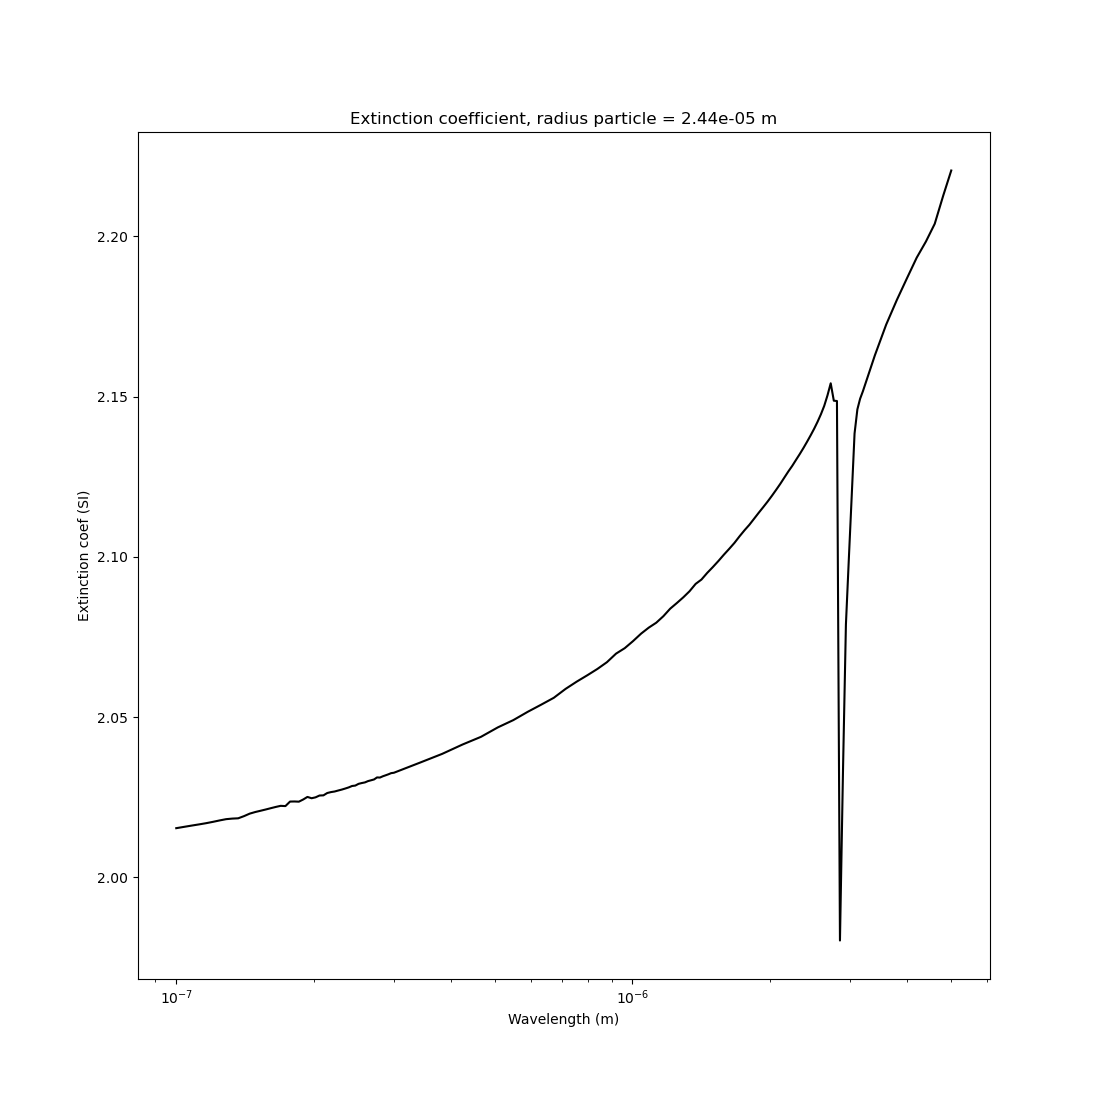 Extinction coefficient, radius particle = 2.44e-05 m
Extinction coef (SI)
2.20
2.15
2.10
2.05
2.00
10⁻⁷
10⁻⁶
Wavelength (m)